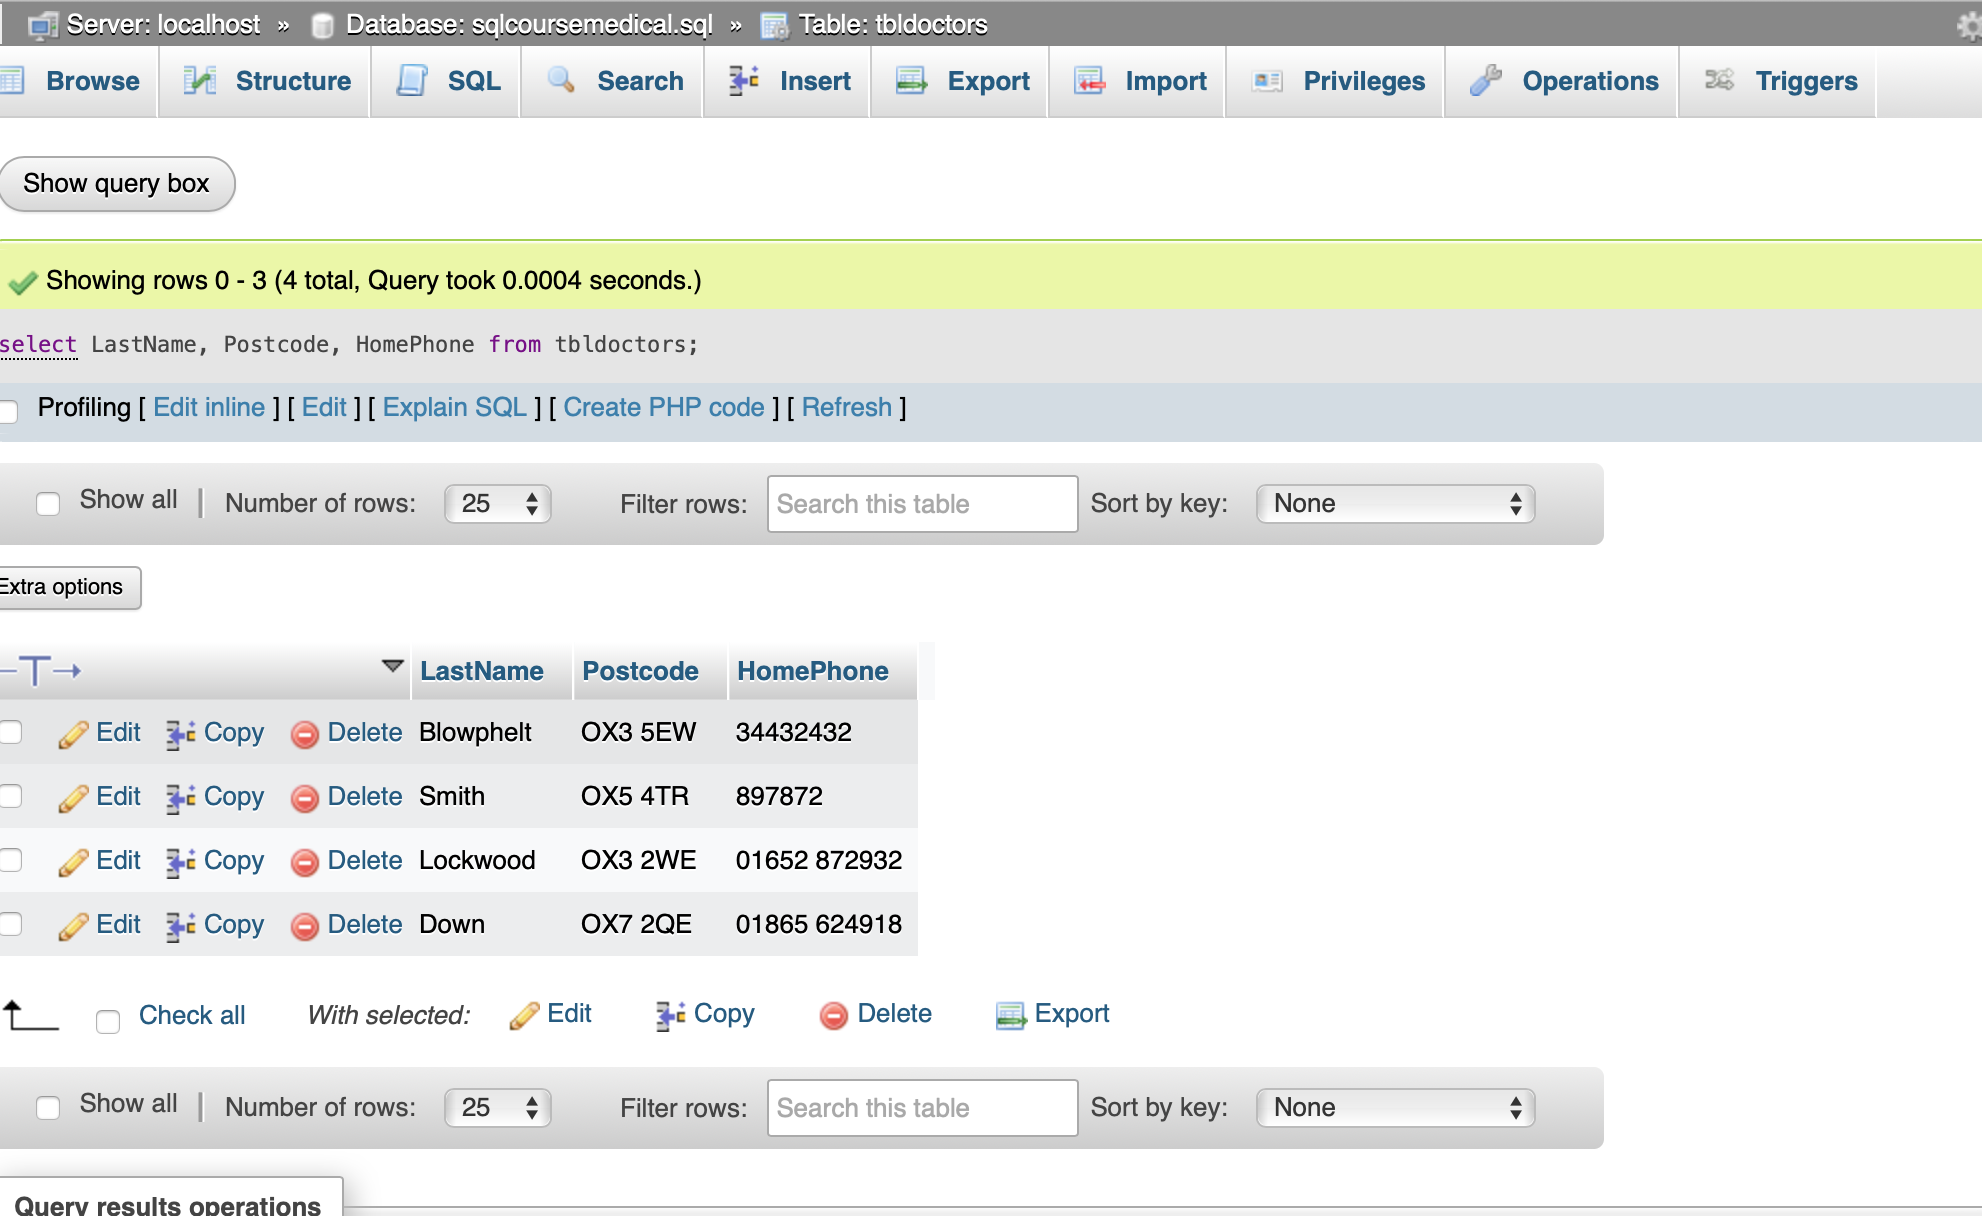 Server: localhost » Database: sqlcoursemedical.sql » Table: tbldoctors
Browse Structure SQL Search Insert Export Import Privileges Operations Triggers
Show query box
Showing rows 0 - 3 (4 total, Query took 0.0004 seconds.)
select LastName, Postcode, HomePhone from tbldoctors;
Profiling [ Edit inline ] [ Edit ] [ Explain SQL ] [ Create PHP code ] [ Refresh ]
Show all | Number of rows: 25 Filter rows: Search this table Sort by key: None
Extra options
LastName Postcode HomePhone
Edit Copy Delete Blowphelt OX3 5EW 34432432
Edit Copy Delete Smith OX5 4TR 897872
Edit Copy Delete Lockwood OX3 2WE 01652 872932
Edit Copy Delete Down OX7 2QE 01865 624918
Check all With selected: Edit Copy Delete Export
Show all | Number of rows: 25 Filter rows: Search this table Sort by key: None
Query results operations